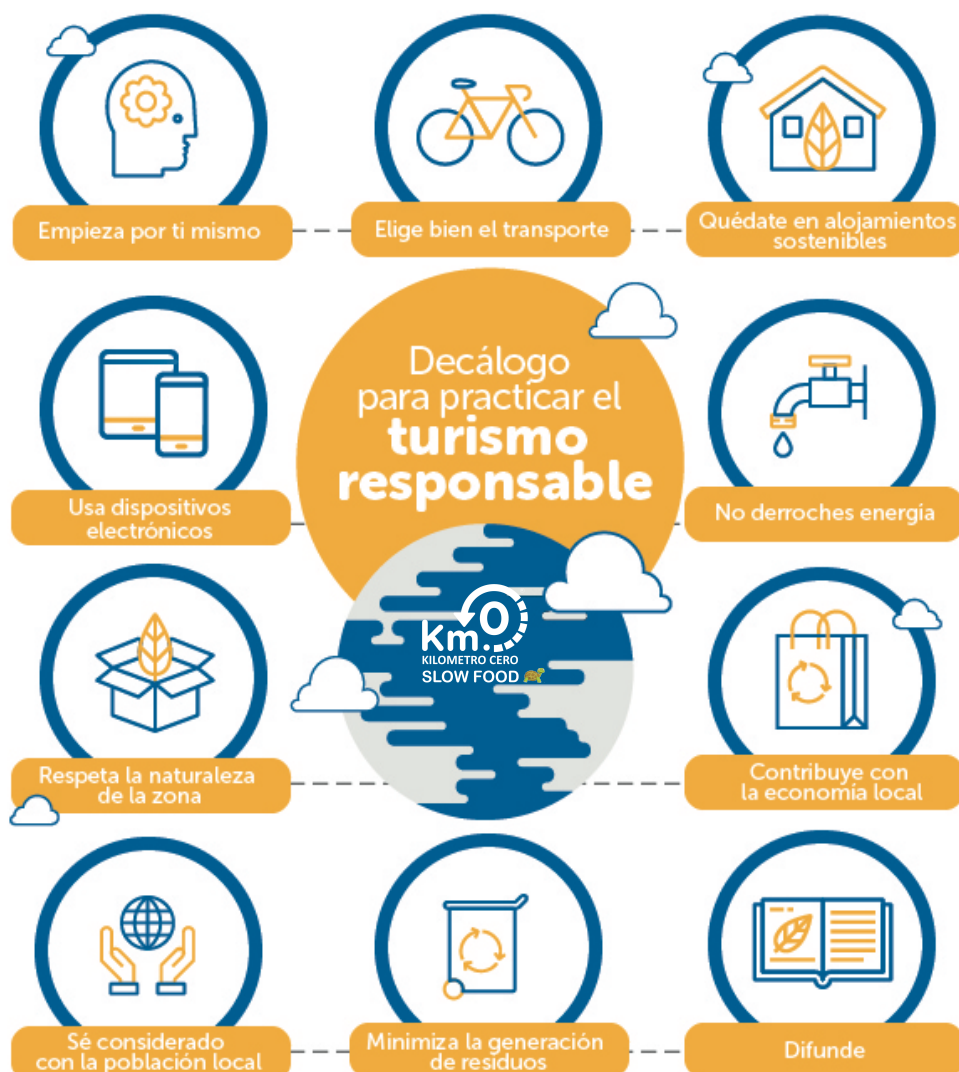 Empieza por ti mismo
Elige bien el transporte
Quédate en alojamientos
sostenibles
Decálogo
para practicar el
turismo
responsable
Usa dispositivos
electrónicos
No derroches energía
km.0
KILOMETRO CERO
SLOW FOOD
Respeta la naturaleza
de la zona
Contribuye con
la economía local
Sé considerado
con la población local
Minimiza la generación
de residuos
Difunde